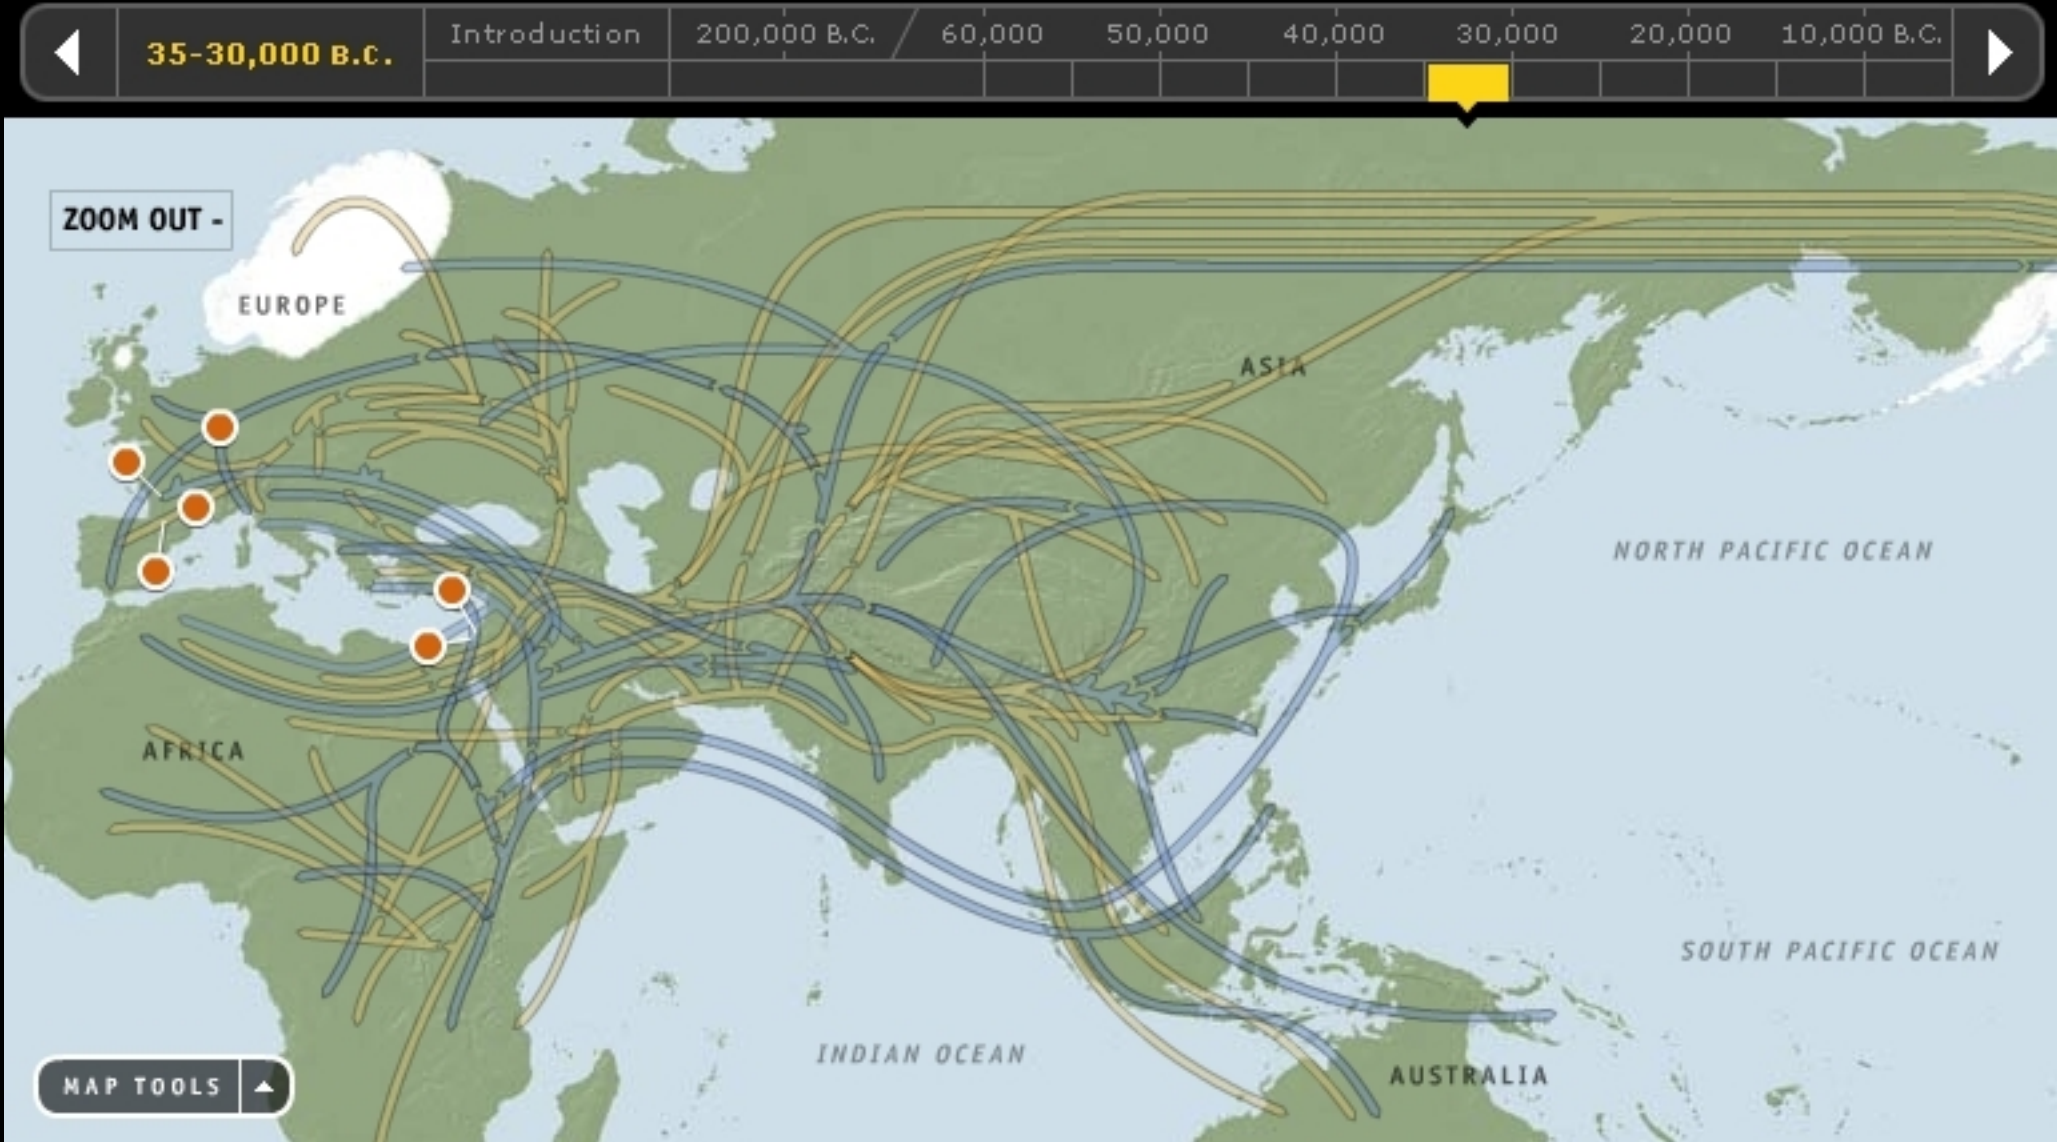 35-30,000 B.C.
Introduction
200,000 B.C.
60,000
50,000
40,000
30,000
20,000
10,000 B.C.
ZOOM OUT -
EUROPE
ASIA
NORTH PACIFIC OCEAN
AFRICA
SOUTH PACIFIC OCEAN
INDIAN OCEAN
AUSTRALIA
MAP TOOLS